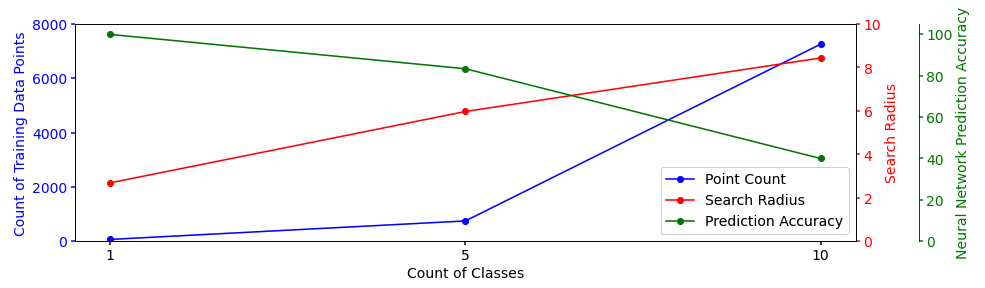 Count of Training Data Points
8000
6000
4000
2000
0
1
5
10
Count of Classes
10
8
6
4
2
0
Search Radius
100
80
60
40
20
0
Neural Network Prediction Accuracy
Point Count
Search Radius
Prediction Accuracy